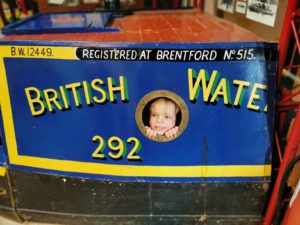 B.W. 12449.
REGISTERED AT BRENTFORD No 515.
BRITISH WATE
292